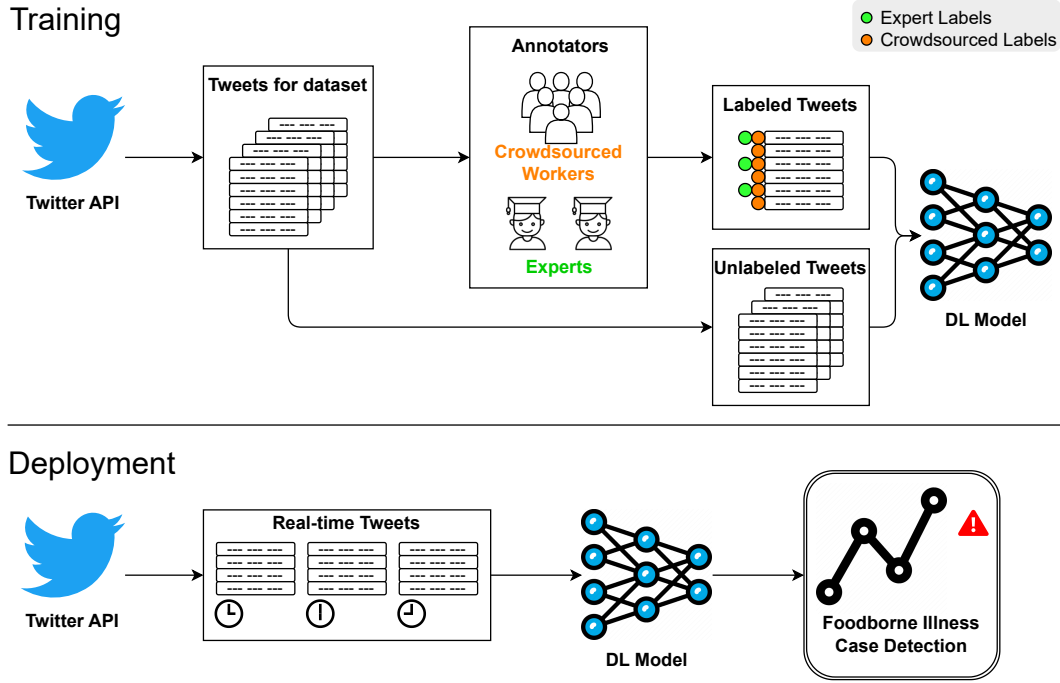 Training
Expert Labels
Crowdsourced Labels
Twitter API
Tweets for dataset
Annotators
Crowdsourced
Workers
Experts
Labeled Tweets
Unlabeled Tweets
DL Model
Deployment
Twitter API
Real-time Tweets
DL Model
Foodborne Illness
Case Detection